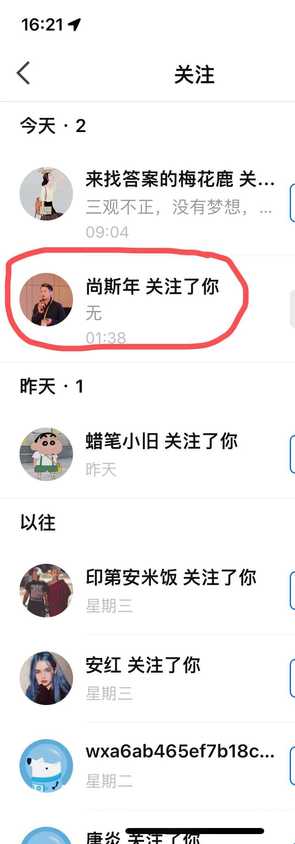 16:21
关注
今天 · 2
来找答案的梅花鹿 关...
三观不正，没有梦想，...
09:04
尚斯年 关注了你
无
01:38
昨天 · 1
蜡笔小旧 关注了你
昨天
以往
印第安米饭 关注了你
星期三
安红 关注了你
星期三
wxa6ab465ef7b18c...
星期二
唐炎 关注了你